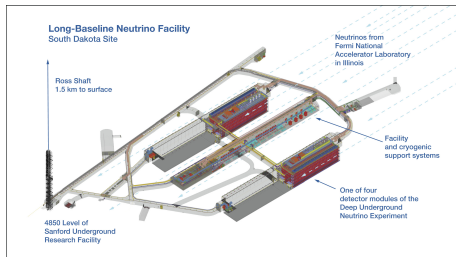 Long-Baseline Neutrino Facility
South Dakota Site
Neutrinos from
Fermi National
Accelerator Laboratory
in Illinois
Ross Shaft
1.5 km to surface
Facility
and cryogenic
support systems
One of four
detector modules of the
Deep Underground
Neutrino Experiment
4850 Level of
Sanford Underground
Research Facility